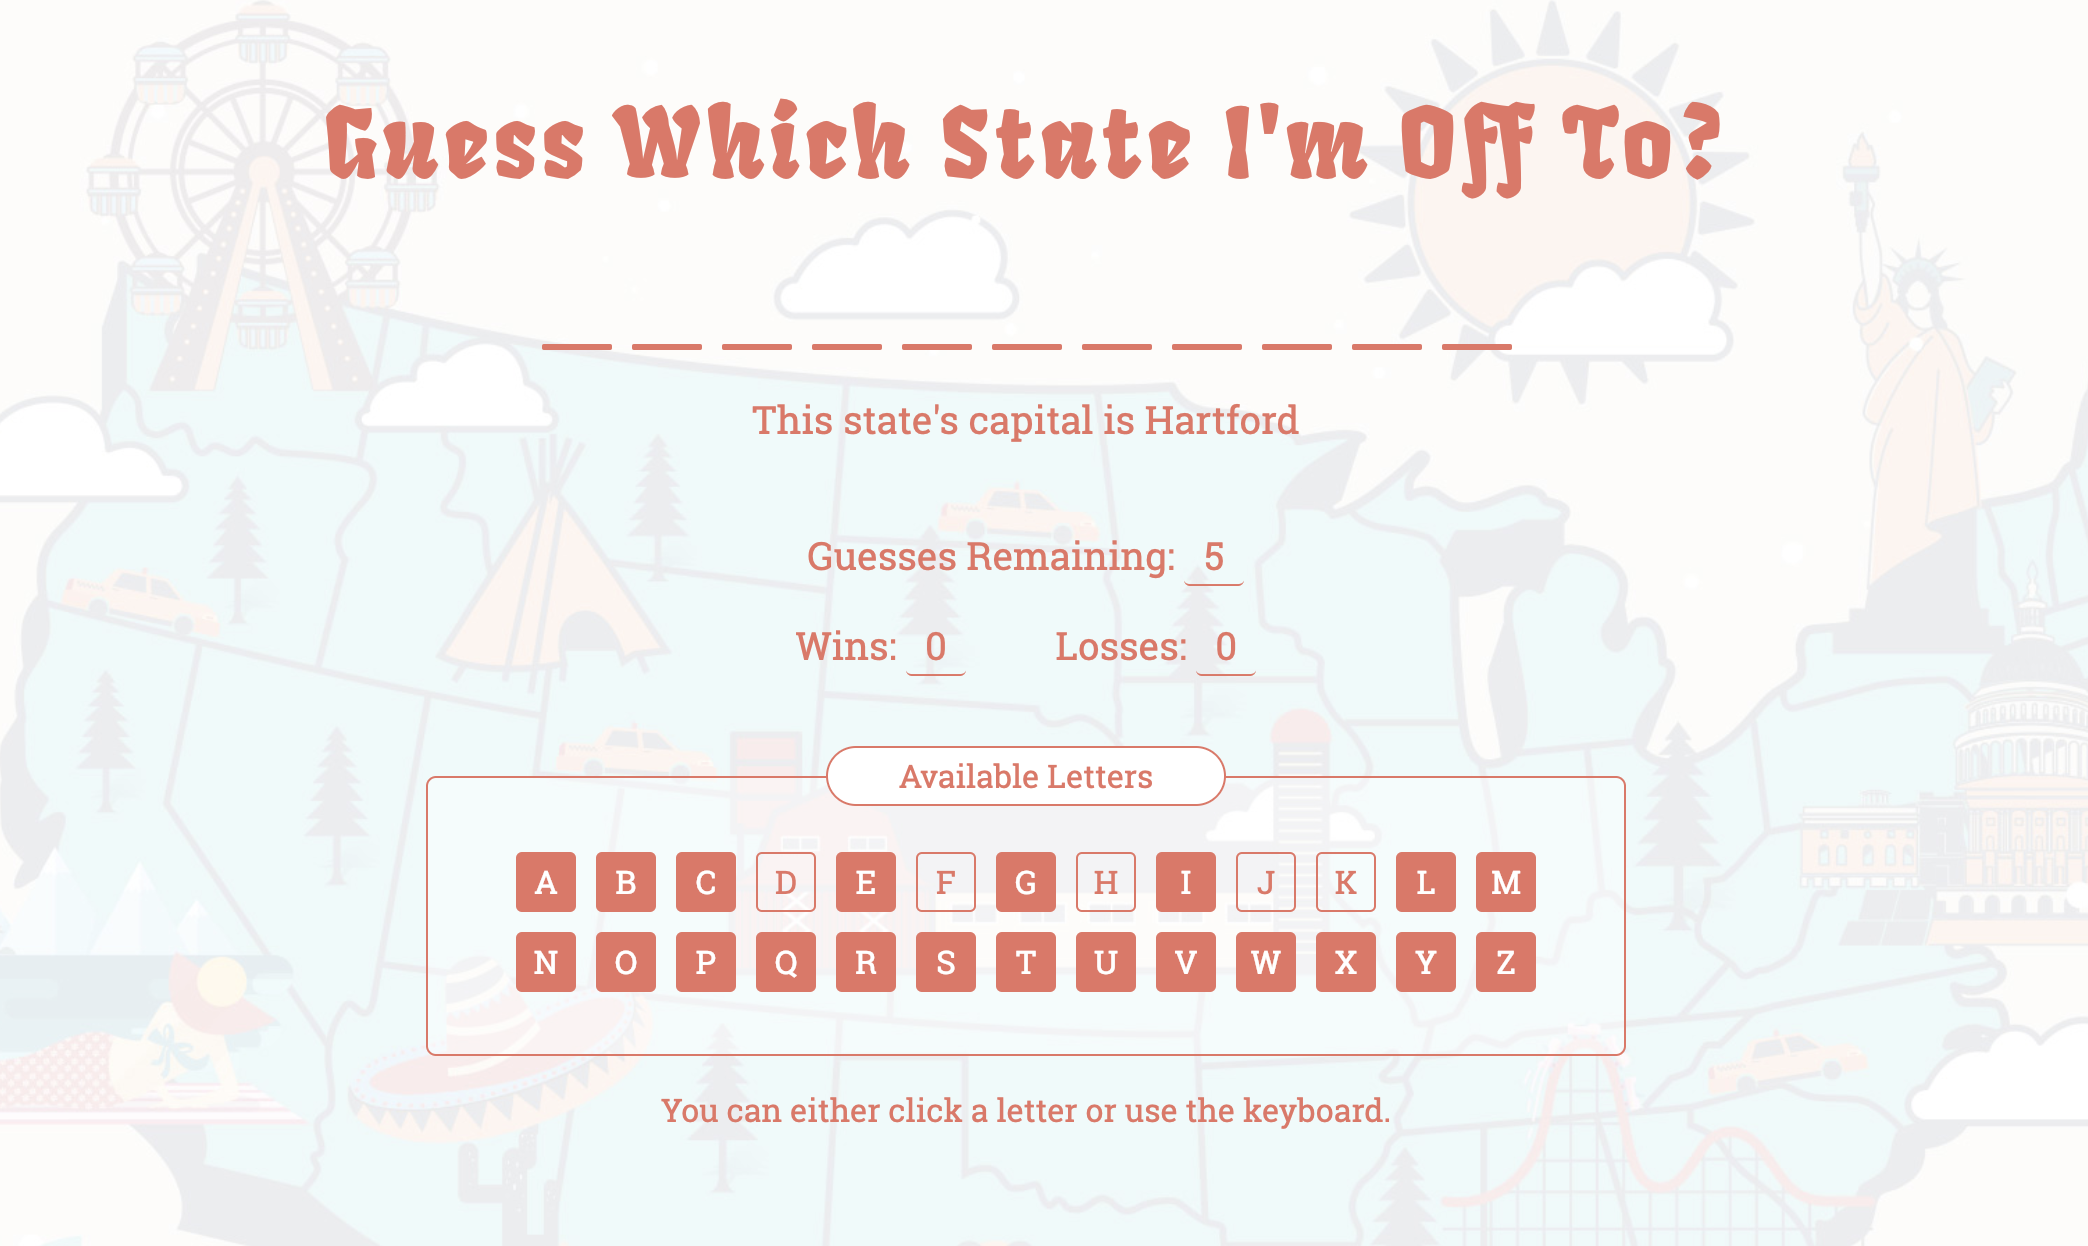 Guess Which State I'm Off To?
This state's capital is Hartford
Guesses Remaining: 5
Wins: 0 Losses: 0
Available Letters
A B C D E F G H I J K L M
N O P Q R S T U V W X Y Z
You can either click a letter or use the keyboard.